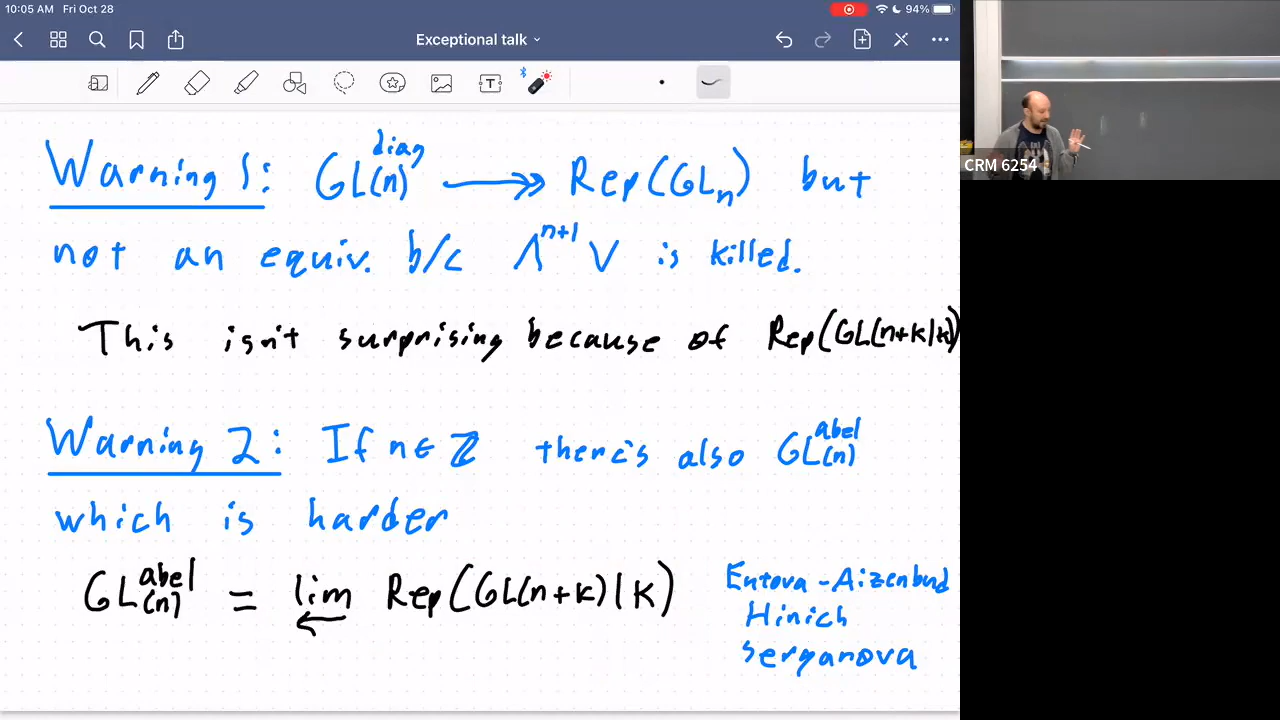 10:05 AM Fri Oct 28
94%
Exceptional talk
Warning 1: GL(n)^diag ↠ Rep(GL_n) but
not an equiv. b/c Λ^{n+1} V is killed.
This isn't surprising because of Rep(GL(n+k|k))
Warning 2: If n ∈ ℤ there's also GL(n)^abel
which is harder
GL(n)^abel = lim← Rep(GL(n+k)|k)
Entova-Aizenbud
Hinich
Serganova
CRM 6254